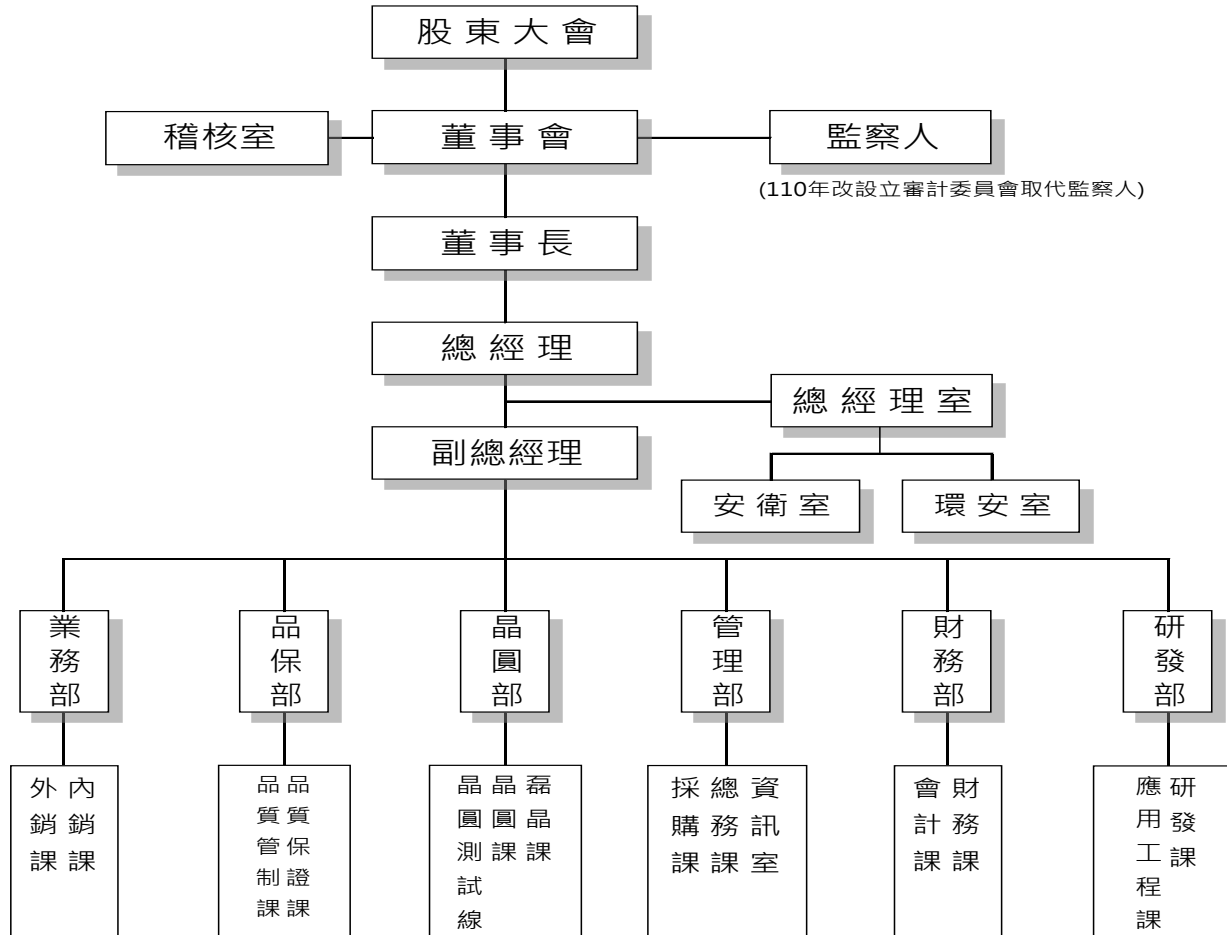 股東大會
稽核室
董事會
監察人
(110年改設立審計委員會取代監察人)
董事長
總經理
總經理室
副總經理
安衛室
環安室
業務部
品保部
晶圓部
管理部
財務部
研發部
內銷課
外銷課
品質保證課
品質管制課
磊晶課
晶圓課
晶圓測試線
資訊室
總務課
採購課
財務課
會計課
研發課
應用工程課